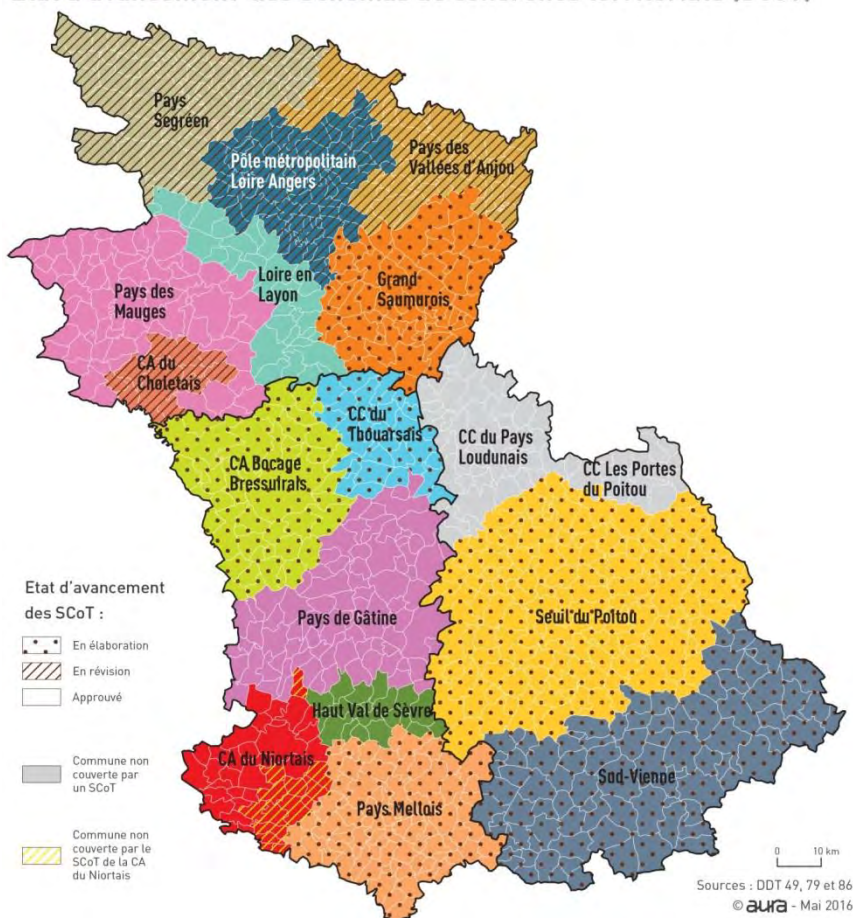 Pays
Segréen
Pôle métropolitain
Loire Angers
Pays des
Vallées d'Anjou
Loire en
Layon
Grand
Saumurois
Pays des
Mauges
CA du
Choletais
CC du
Thouarsais
CC du Pays
Loudunais
CC Les Portes
du Poitou
CA Bocage
Bressuirais
Pays de Gâtine
Seuil du Poitou
Haut Val de Sèvre
CA du Niortais
Pays Mellois
Sud-Vienne
Etat d'avancement
des SCoT :
En élaboration
En révision
Approuvé
Commune non
couverte par
un SCoT
Commune non
couverte par le
SCoT de la CA
du Niortais
0 10 km
Sources : DDT 49, 79 et 86
© aura - Mai 2016